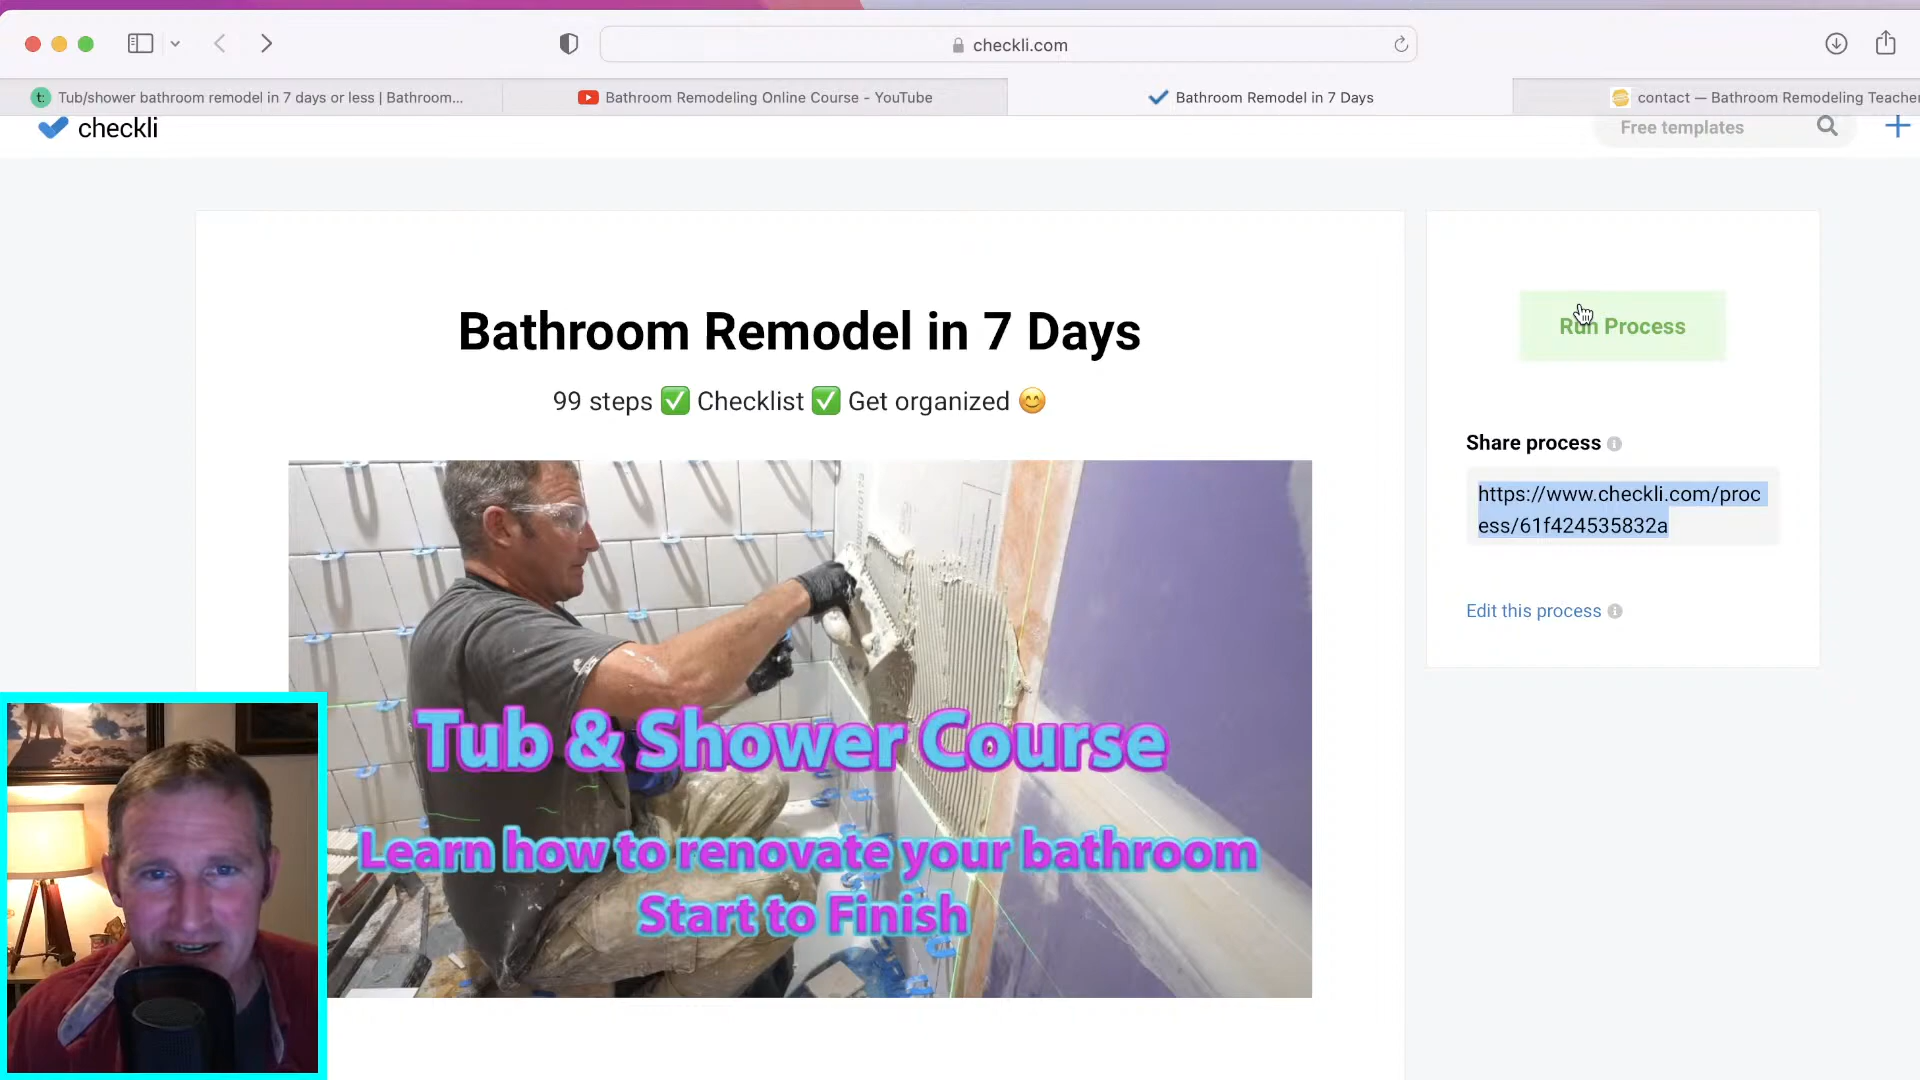 checkli.com
t: Tub/shower bathroom remodel in 7 days or less | Bathroom...
Bathroom Remodeling Online Course - YouTube
Bathroom Remodel in 7 Days
contact — Bathroom Remodeling Teacher
checkli
Free templates
Bathroom Remodel in 7 Days
99 steps ✅ Checklist ✅ Get organized 😊
Run Process
Share process
https://www.checkli.com/proc
ess/61f424535832a
Edit this process
Tub & Shower Course
Learn how to renovate your bathroom
Start to Finish